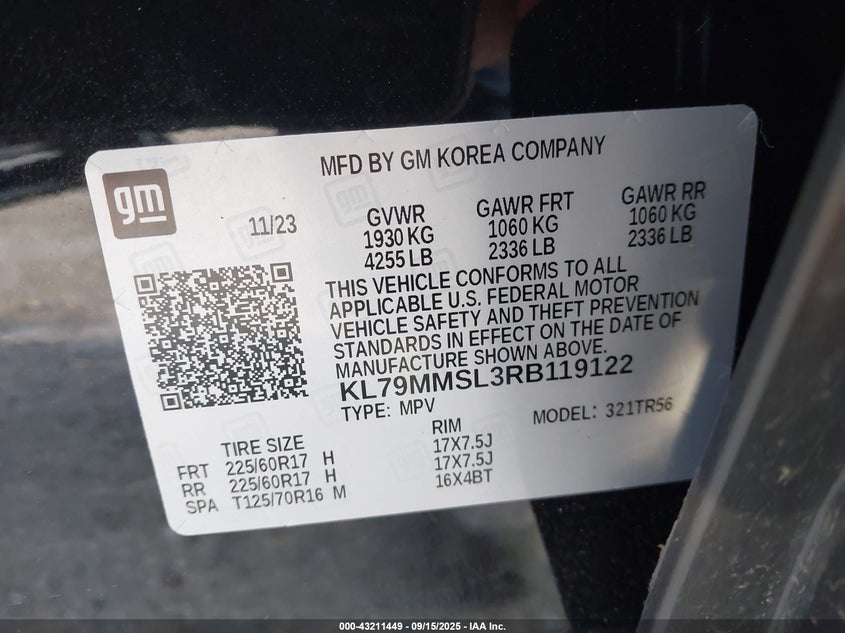 MFD BY GM KOREA COMPANY
gm
11/23
GVWR GAWR FRT GAWR RR
1930 KG 1060 KG 1060 KG
4255 LB 2336 LB 2336 LB
THIS VEHICLE CONFORMS TO ALL
APPLICABLE U.S. FEDERAL MOTOR
VEHICLE SAFETY AND THEFT PREVENTION
STANDARDS IN EFFECT ON THE DATE OF
MANUFACTURE SHOWN ABOVE.
KL79MMSL3RB119122
TYPE: MPV MODEL: 321TR56
TIRE SIZE RIM
FRT 225/60R17 H 17X7.5J
RR 225/60R17 H 17X7.5J
SPA T125/70R16 M 16X4BT
000-43211449 - 09/15/2025 - IAA Inc.